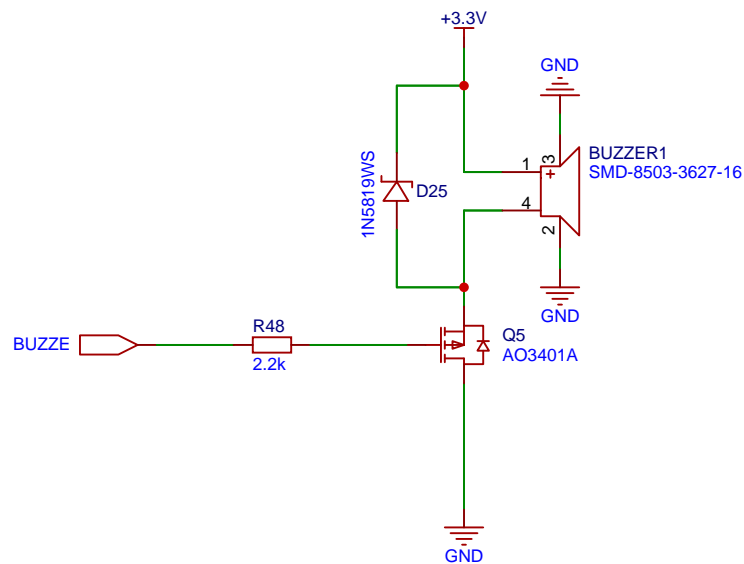 +3.3V
GND
1N5819WS
D25
1
3
+
BUZZER1
SMD-8503-3627-16
4
2
GND
BUZZE
R48
2.2k
Q5
AO3401A
GND